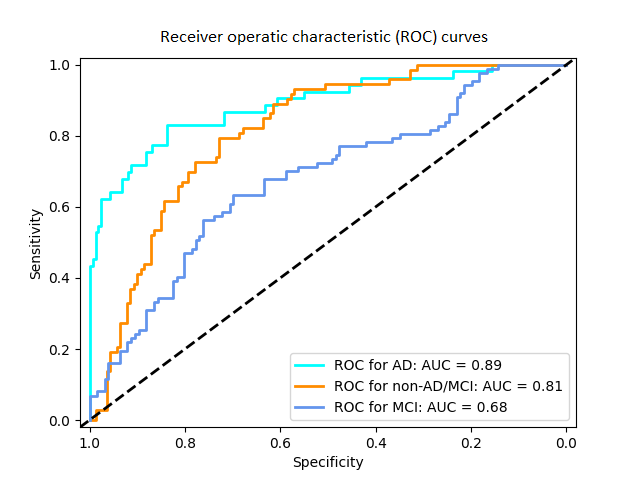 Receiver operatic characteristic (ROC) curves
1.0
0.8
0.6
0.4
0.2
0.0
Sensitivity
ROC for AD: AUC = 0.89
ROC for non-AD/MCI: AUC = 0.81
ROC for MCI: AUC = 0.68
1.0 0.8 0.6 0.4 0.2 0.0
Specificity